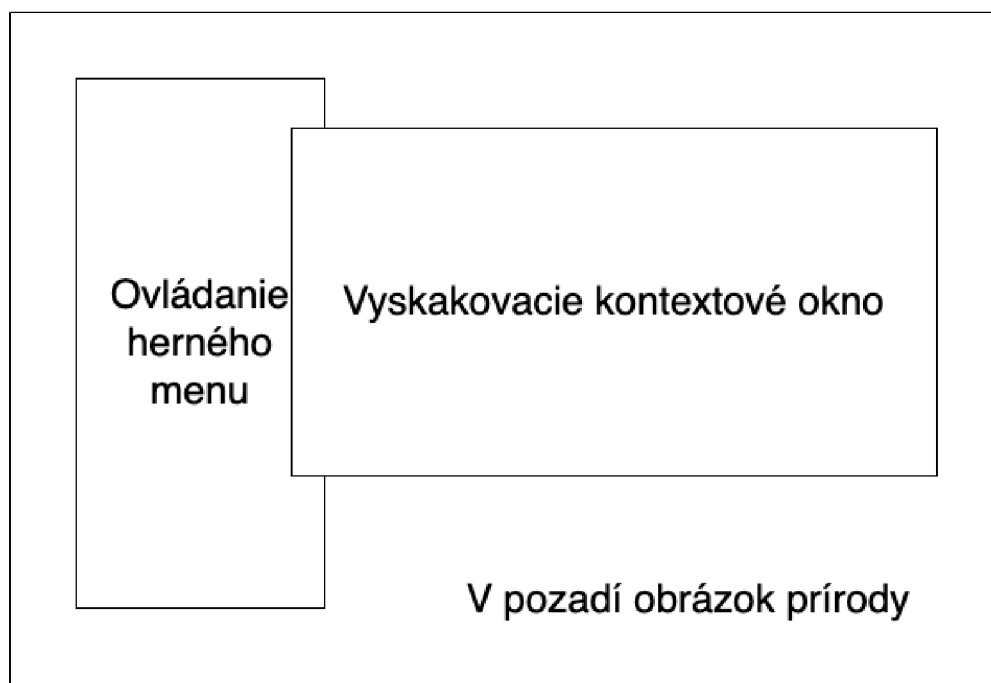 Ovládanie
herného
menu
Vyskakovacie kontextové okno
V pozadí obrázok prírody